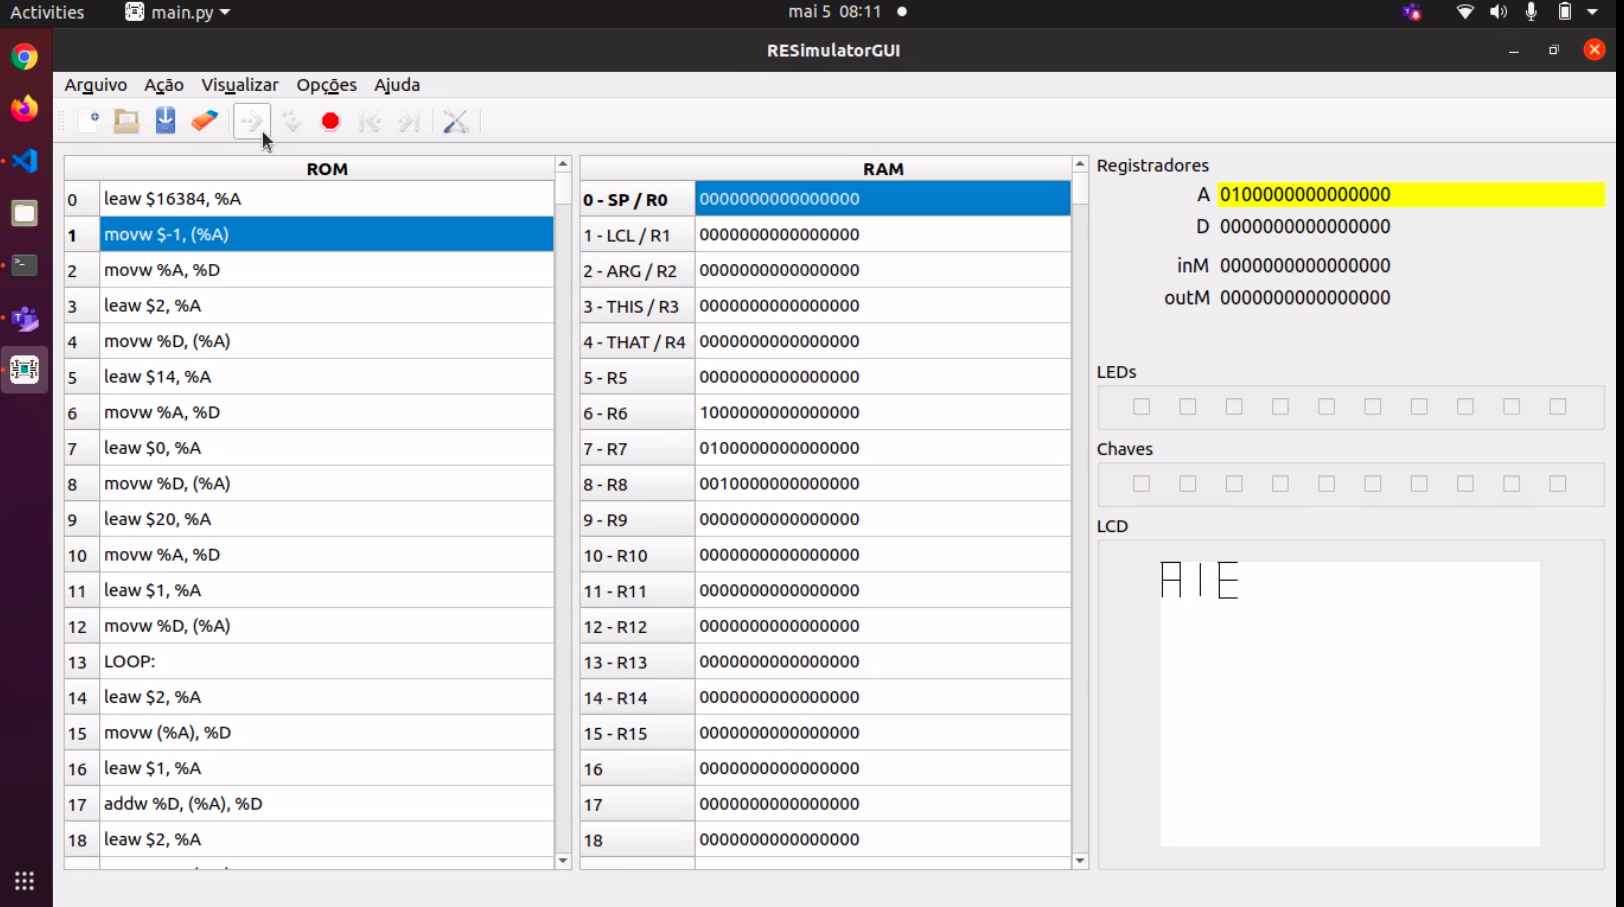 Activities main.py mai 5 08:11
RESimulatorGUI
Arquivo Ação Visualizar Opções Ajuda
ROM
0 leaw $16384, %A
1 movw $-1, (%A)
2 movw %A, %D
3 leaw $2, %A
4 movw %D, (%A)
5 leaw $14, %A
6 movw %A, %D
7 leaw $0, %A
8 movw %D, (%A)
9 leaw $20, %A
10 movw %A, %D
11 leaw $1, %A
12 movw %D, (%A)
13 LOOP:
14 leaw $2, %A
15 movw (%A), %D
16 leaw $1, %A
17 addw %D, (%A), %D
18 leaw $2, %A
RAM
0 - SP / R0 0000000000000000
1 - LCL / R1 0000000000000000
2 - ARG / R2 0000000000000000
3 - THIS / R3 0000000000000000
4 - THAT / R4 0000000000000000
5 - R5 0000000000000000
6 - R6 1000000000000000
7 - R7 0100000000000000
8 - R8 0010000000000000
9 - R9 0000000000000000
10 - R10 0000000000000000
11 - R11 0000000000000000
12 - R12 0000000000000000
13 - R13 0000000000000000
14 - R14 0000000000000000
15 - R15 0000000000000000
16 0000000000000000
17 0000000000000000
18 0000000000000000
Registradores
A 0100000000000000
D 0000000000000000
inM 0000000000000000
outM 0000000000000000
LEDs
Chaves
LCD
A I E